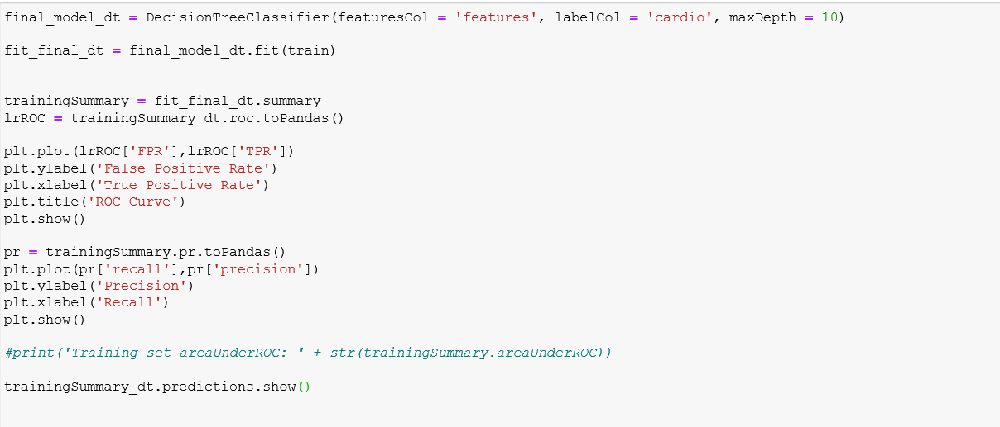 final_model_dt = DecisionTreeClassifier(featuresCol = 'features', labelCol = 'cardio', maxDepth = 10)
fit_final_dt = final_model_dt.fit(train)
trainingSummary = fit_final_dt.summary
lrROC = trainingSummary_dt.roc.toPandas()
plt.plot(lrROC['FPR'],lrROC['TPR'])
plt.ylabel('False Positive Rate')
plt.xlabel('True Positive Rate')
plt.title('ROC Curve')
plt.show()
pr = trainingSummary.pr.toPandas()
plt.plot(pr['recall'],pr['precision'])
plt.ylabel('Precision')
plt.xlabel('Recall')
plt.show()
#print('Training set areaUnderROC: ' + str(trainingSummary.areaUnderROC))
trainingSummary_dt.predictions.show()